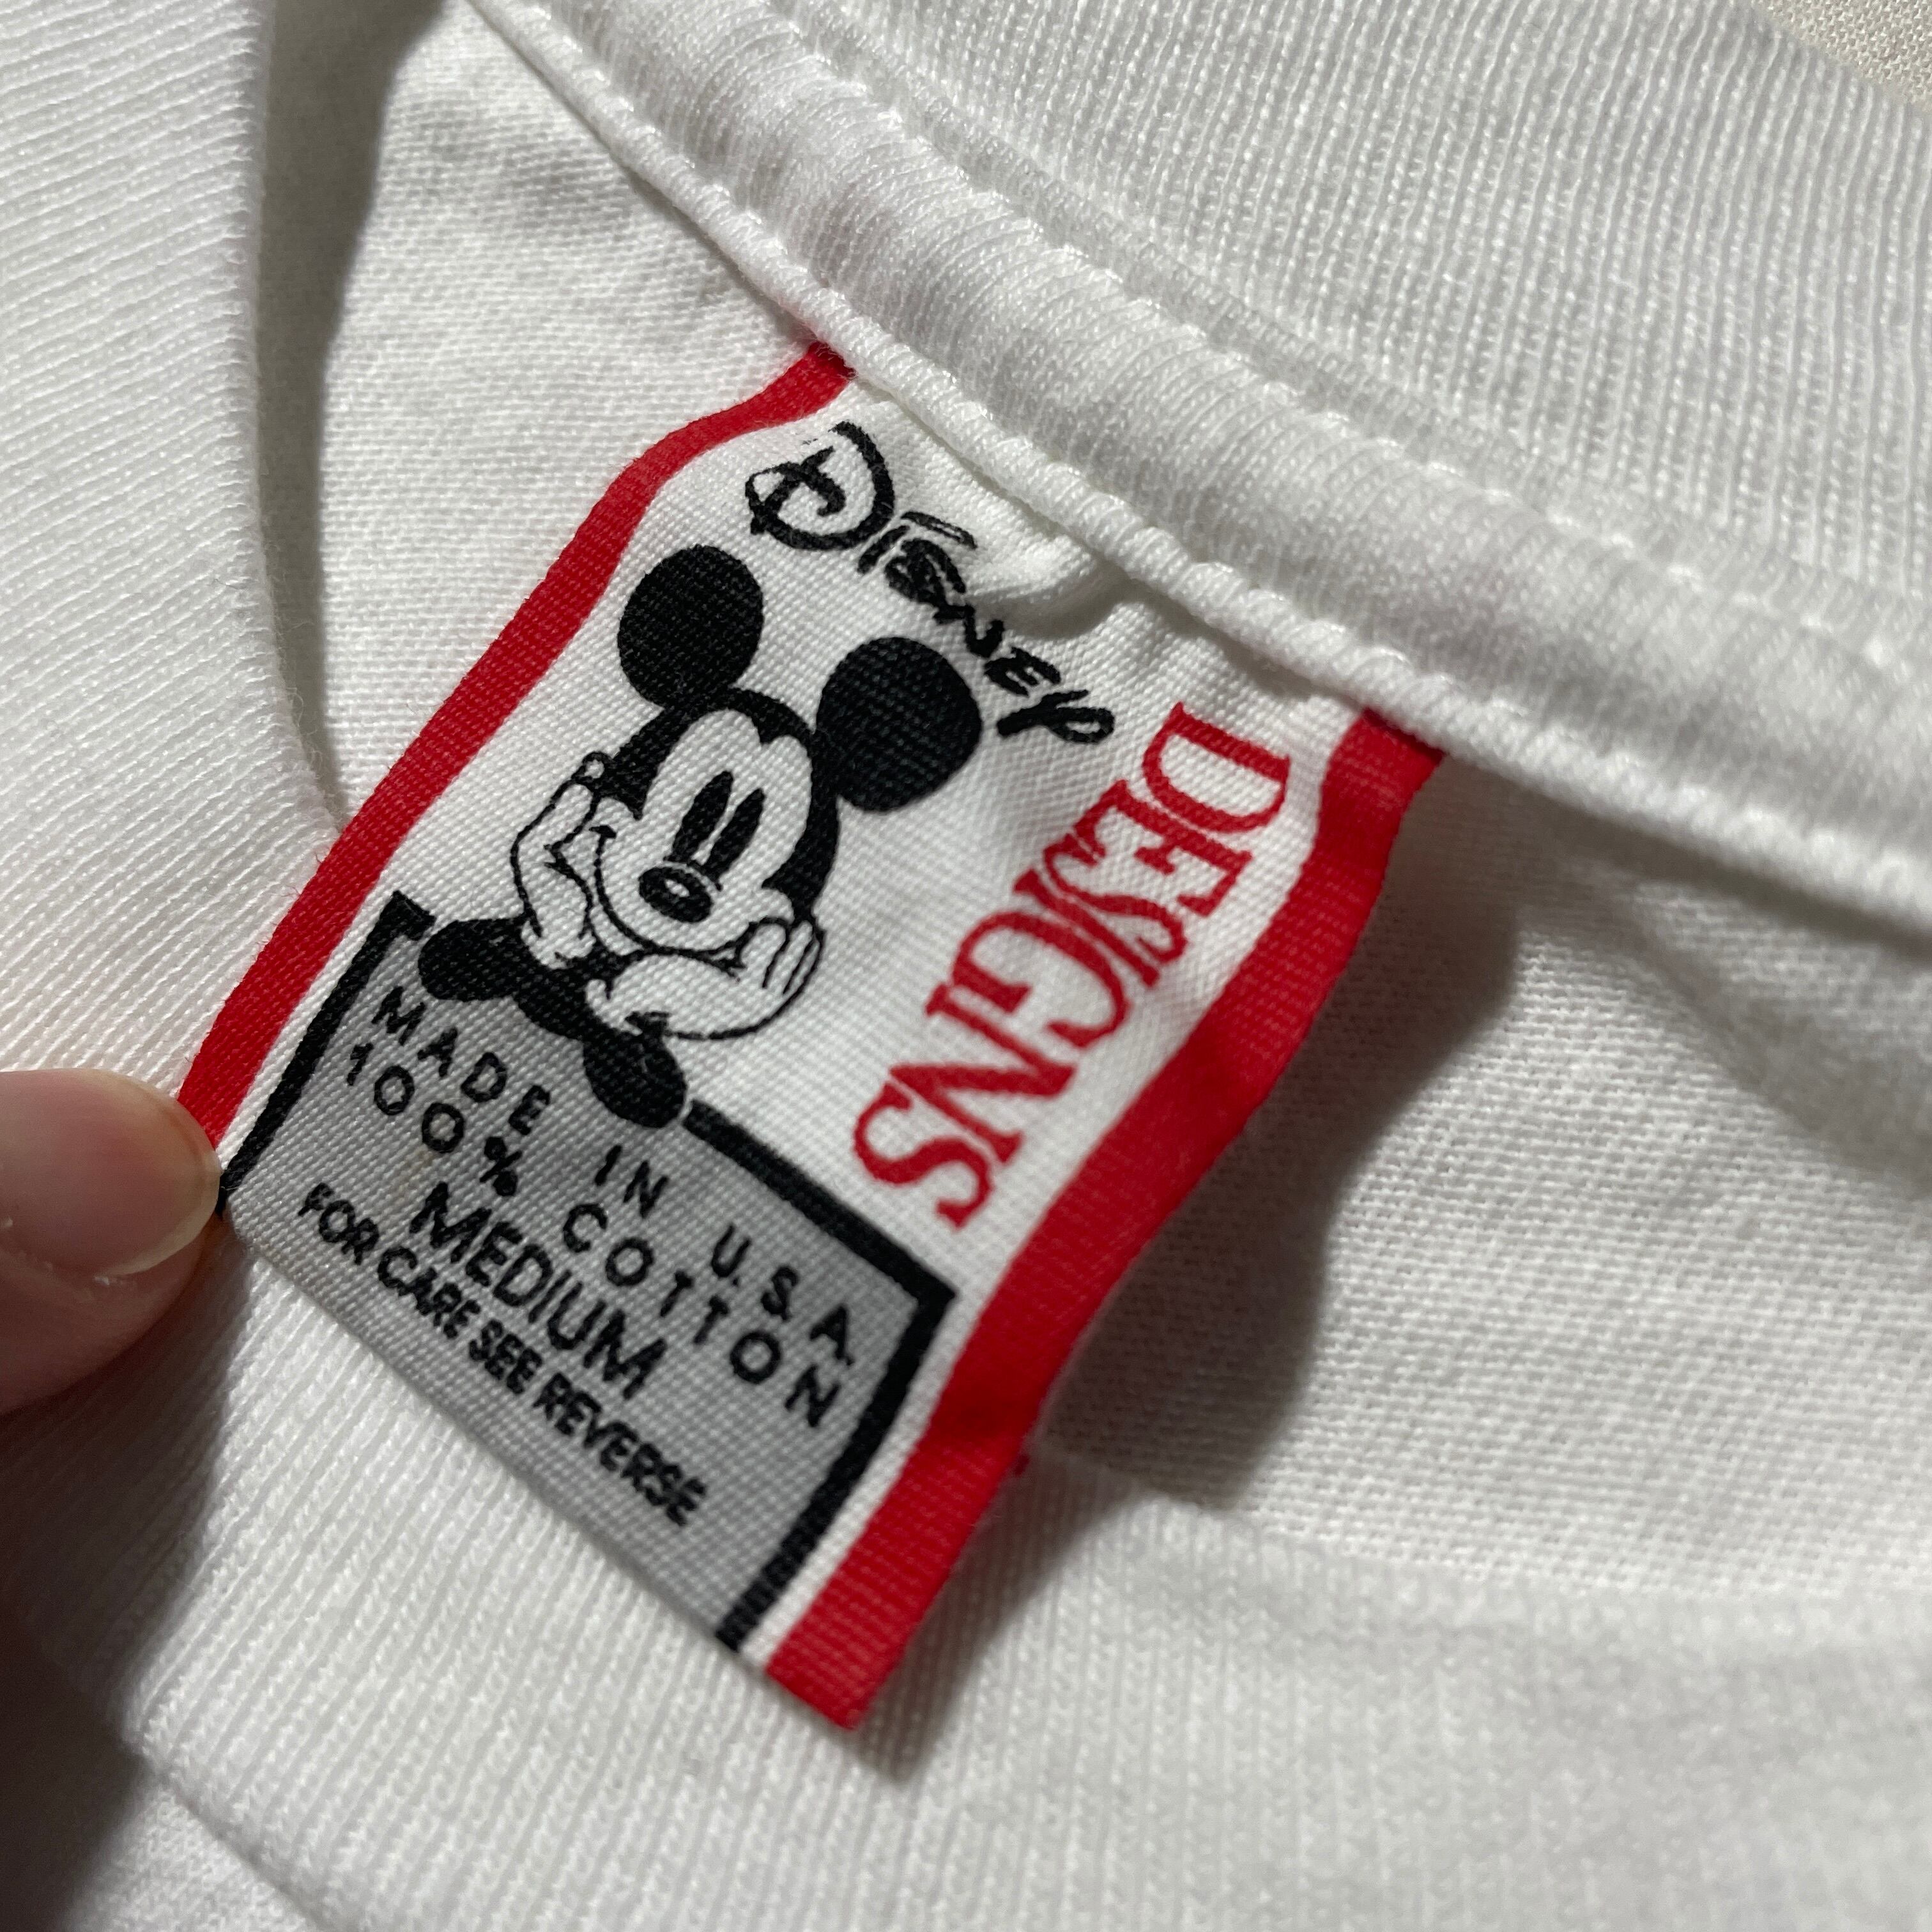 Disney
DESIGNS
MADE IN U.S.A.
100% COTTON
MEDIUM
FOR CARE SEE REVERSE